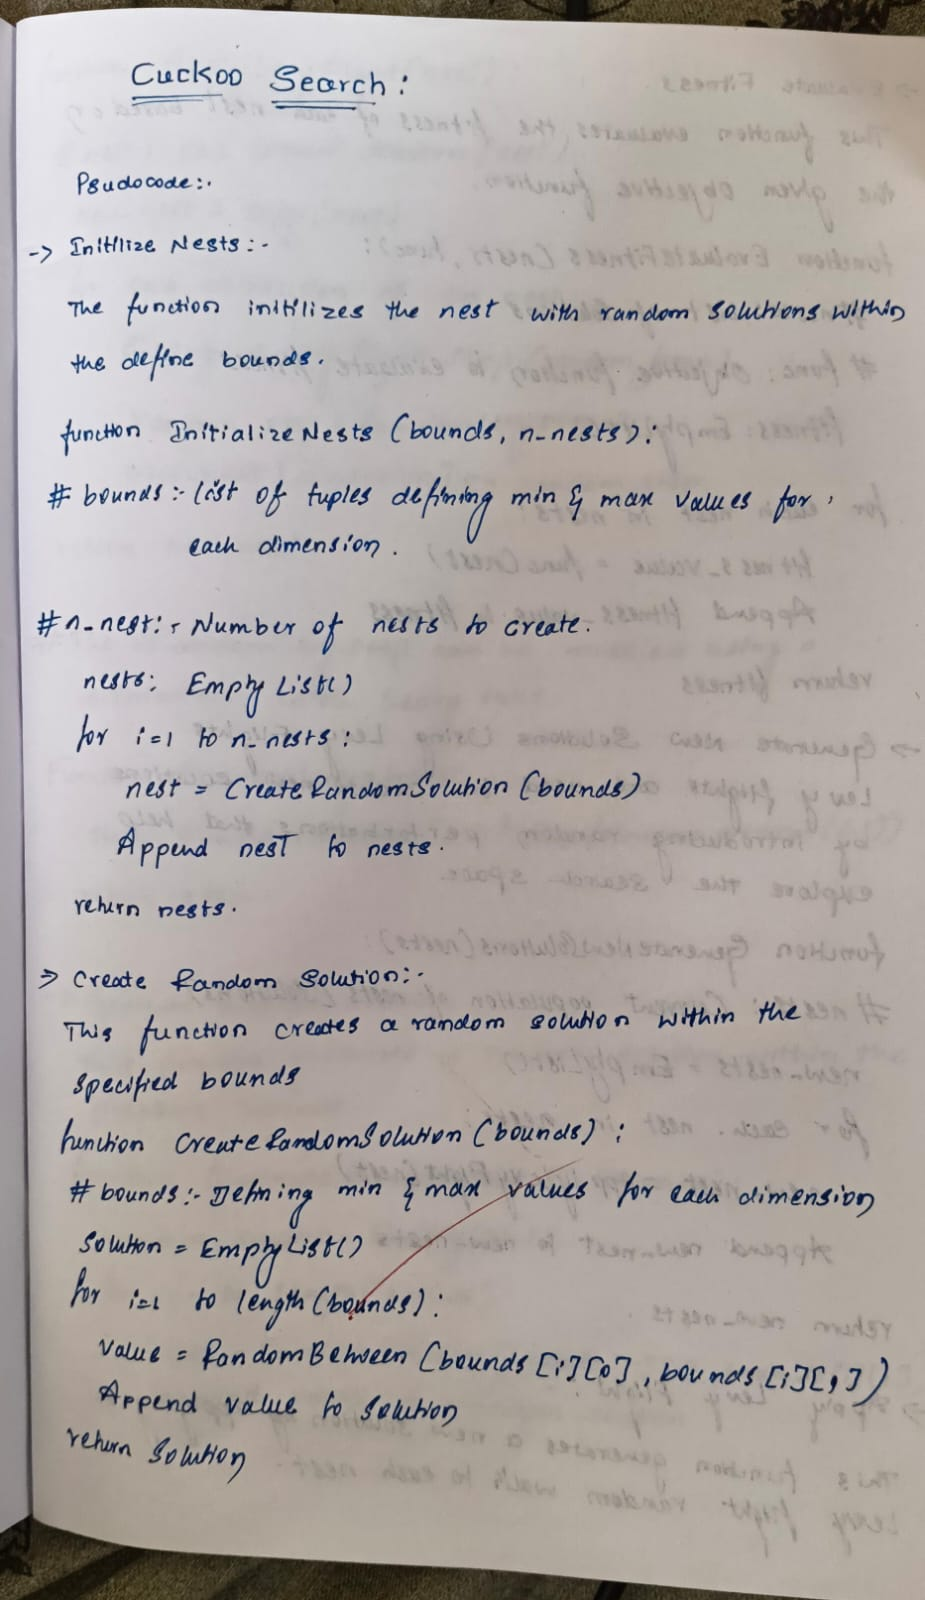 Cuckoo Search:
Psudocode:.
-> Initilize Nests:-
The function initilizes the nest with random solutions within
the define bounds.
function InitializeNests (bounds, n_nests):
# bounds:- list of tuples defining min & max values for
each dimension.
# n_nest:- Number of nests to create.
nests: Empty List()
for i=1 to n_nests:
nest = CreateRandomSolution (bounds)
Append nest to nests.
return nests.
=> Create Random Solution:-
This function creates a random solution within the
specified bounds
function CreateRandomSolution (bounds):
# bounds:- Defining min & max values for each dimension
Solution = EmptyList()
for i=1 to length (bounds):
Value = RandomBetween (bounds [i][0], bounds [i][1])
Append value to solution
return Solution